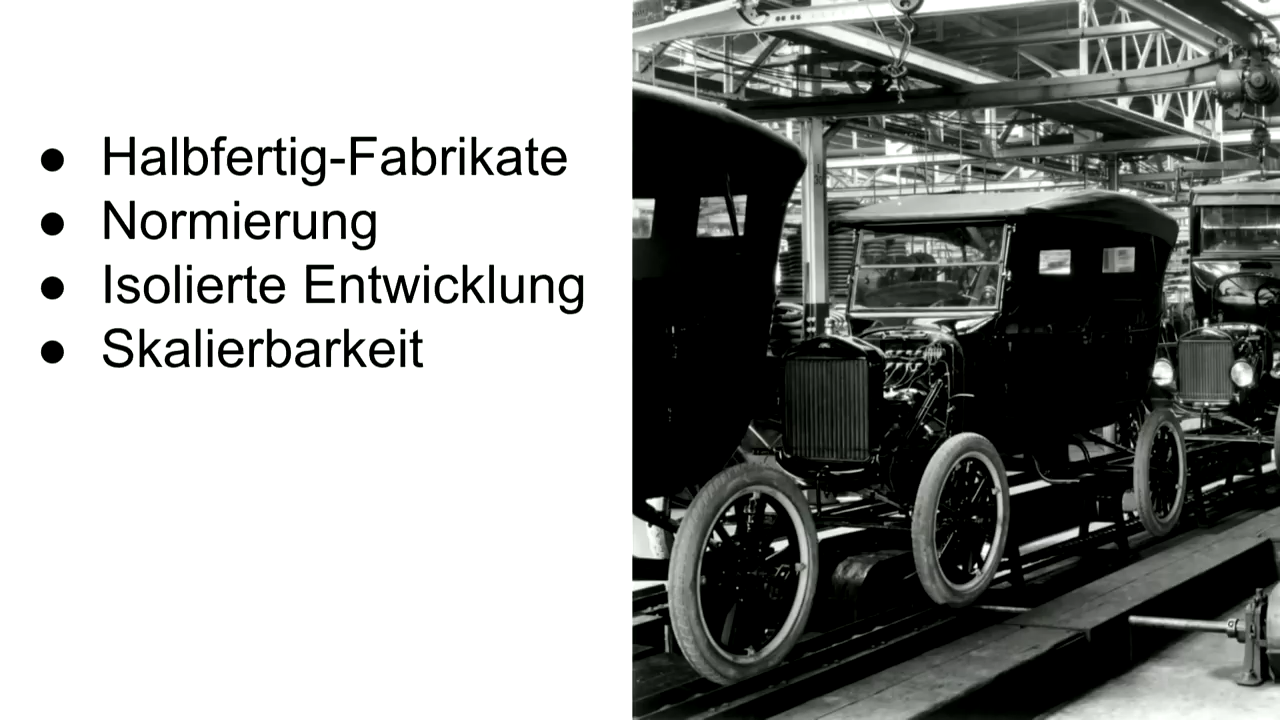 ● Halbfertig-Fabrikate
● Normierung
● Isolierte Entwicklung
● Skalierbarkeit